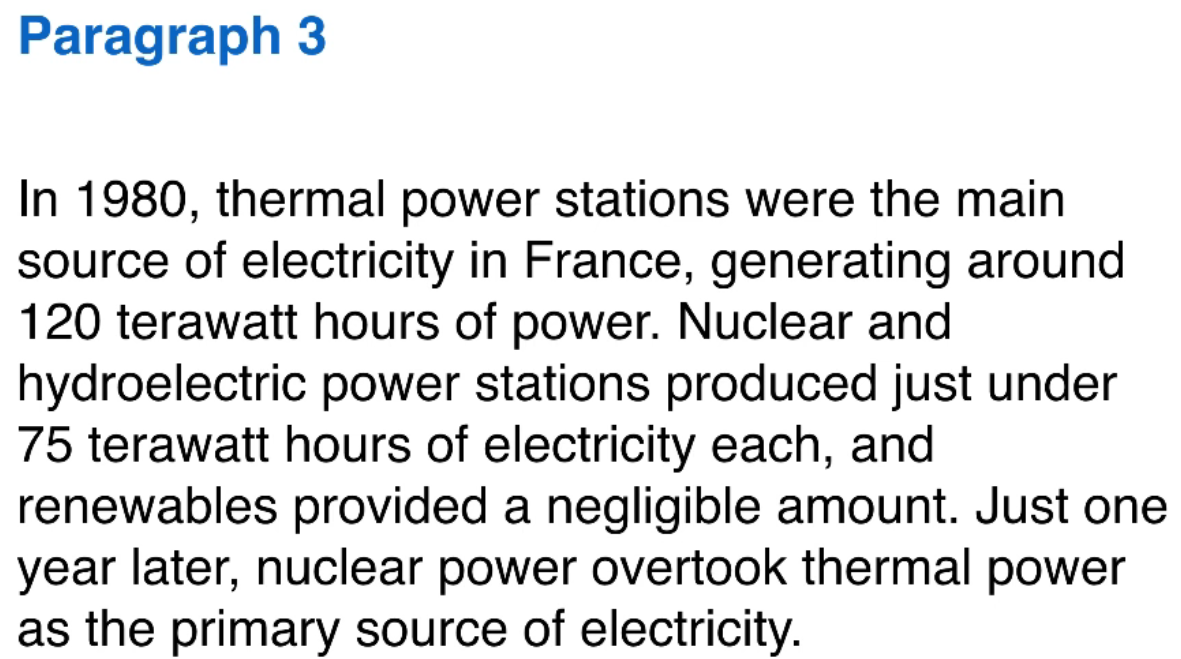 Paragraph 3
In 1980, thermal power stations were the main
source of electricity in France, generating around
120 terawatt hours of power. Nuclear and
hydroelectric power stations produced just under
75 terawatt hours of electricity each, and
renewables provided a negligible amount. Just one
year later, nuclear power overtook thermal power
as the primary source of electricity.